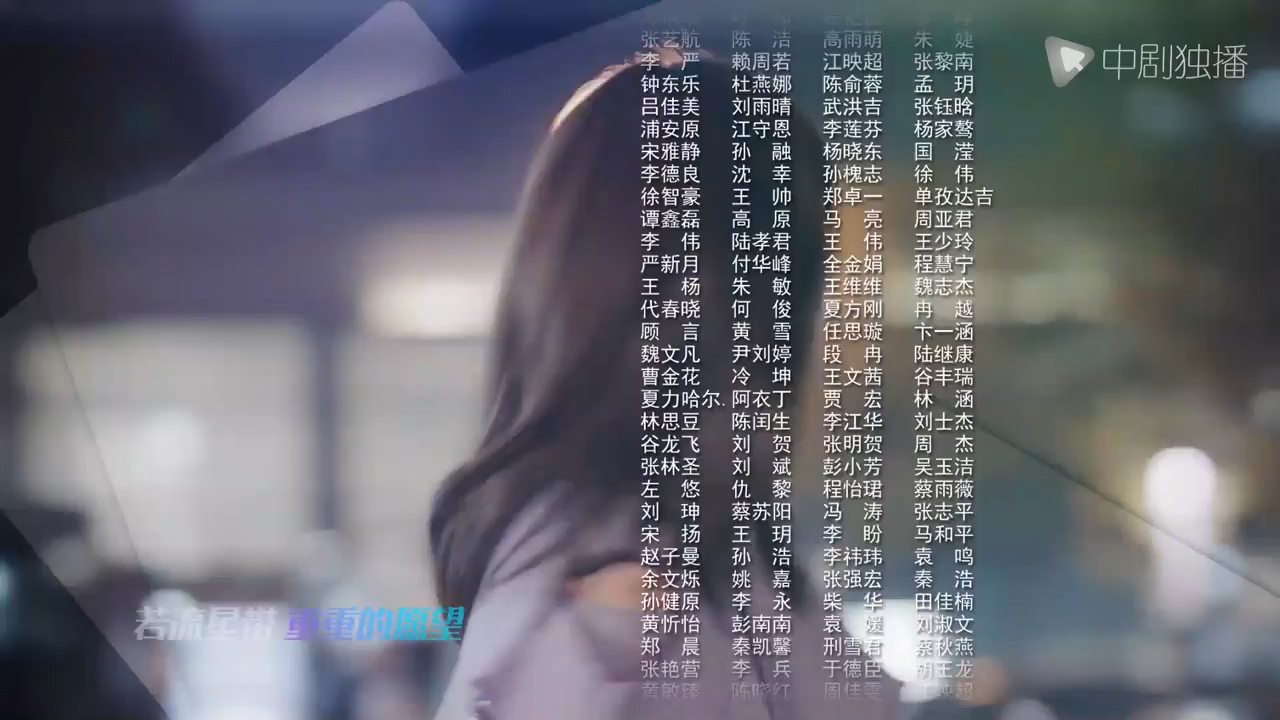 中剧独播
张艺航 陈 洁 高雨萌 朱 婕
李 严 赖周若 江映超 张黎南
钟东乐 杜燕娜 陈俞蓉 孟 玥
吕佳美 刘雨晴 武洪吉 张钰晗
浦安原 江守恩 李莲芬 杨家骜
宋雅静 孙 融 杨晓东 国 滢
李德良 沈 幸 孙槐志 徐 伟
徐智豪 王 帅 郑卓一 单孜达吉
谭鑫磊 高 原 马 亮 周亚君
李 伟 陆孝君 王 伟 王少玲
严新月 付华峰 全金娟 程慧宁
王 杨 朱 敏 王维维 魏志杰
代春晓 何 俊 夏方刚 冉 越
顾 言 黄 雪 任思璇 卞一涵
魏文凡 尹刘婷 段 冉 陆继康
曹金花 冷 坤 王文茜 谷丰瑞
夏力哈尔.阿衣丁 贾 宏 林 涵
林思豆 陈闰生 李江华 刘士杰
谷龙飞 刘 贺 张明贺 周 杰
张林圣 刘 斌 彭小芳 吴玉洁
左 悠 仇 黎 程怡珺 蔡雨薇
刘 珅 蔡苏阳 冯 涛 张志平
宋 扬 王 玥 李 盼 马和平
赵子曼 孙 浩 李祎玮 袁 鸣
余文烁 姚 嘉 张强宏 秦 浩
孙健原 李 永 柴 华 田佳楠
黄忻怡 彭南南 袁 媛 刘淑文
郑 晨 秦凯馨 刑雪君 蔡秋燕
张艳营 李 兵 于德臣 胡王龙
黄敏臻 陈晓红 周佳雯
若流星带 重重的愿望